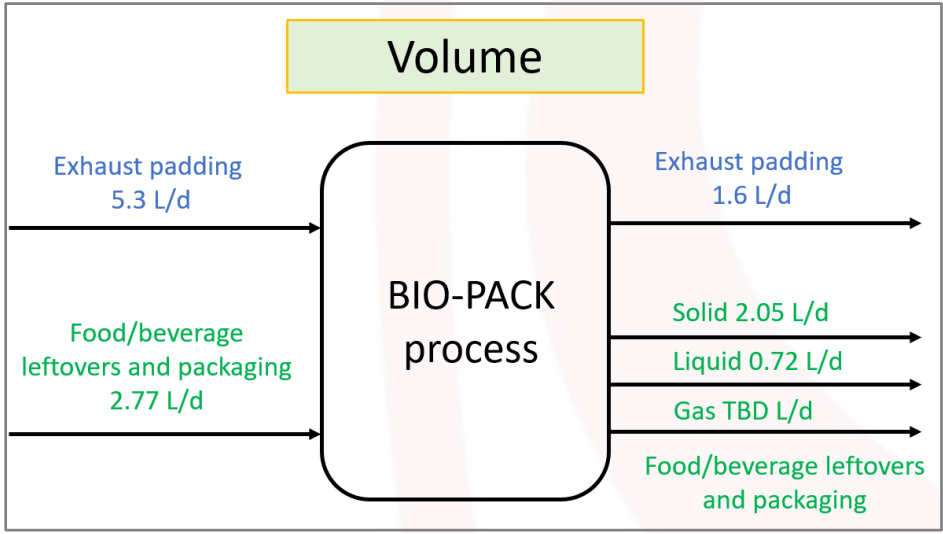 Volume
Exhaust padding
5.3 L/d
Food/beverage
leftovers and packaging
2.77 L/d
BIO-PACK
process
Exhaust padding
1.6 L/d
Solid 2.05 L/d
Liquid 0.72 L/d
Gas TBD L/d
Food/beverage leftovers
and packaging